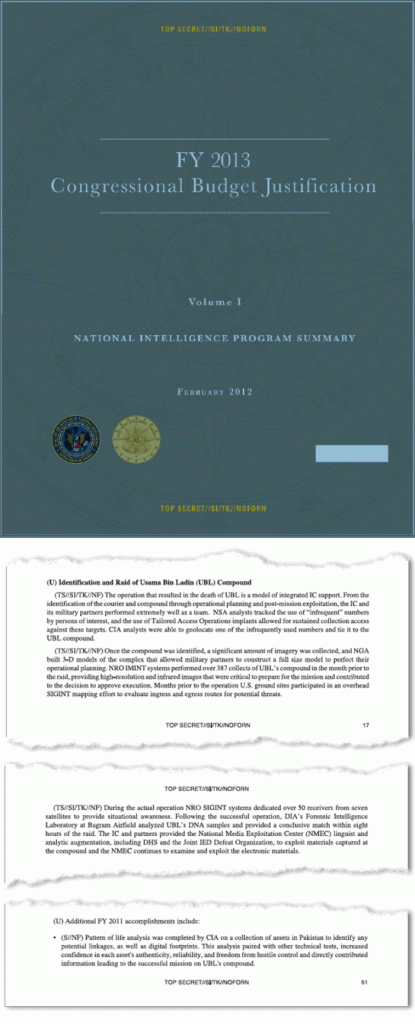 TOP SECRET//SI/TK//NOFORN
FY 2013
Congressional Budget Justification
Volume I
NATIONAL INTELLIGENCE PROGRAM SUMMARY
February 2012
TOP SECRET//SI/TK//NOFORN
(U) Identification and Raid of Usama Bin Ladin (UBL) Compound
(TS//SI/TK//NF) The operation that resulted in the death of UBL is a model of integrated IC support. From the
identification of the courier and compound through operational planning and post-mission exploitation, the IC and
its military partners performed extremely well as a team. NSA analysts tracked the use of "infrequent" numbers
by persons of interest, and the use of Tailored Access Operations implants allowed for sustained collection access
against these targets. CIA analysts were able to geolocate one of the infrequently used numbers and tie it to the
UBL compound.
(TS//SI/TK//NF) Once the compound was identified, a significant amount of imagery was collected, and NGA
built 3-D models of the complex that allowed military partners to construct a full size model to perfect their
operational planning. NRO IMINT systems performed over 387 collects of UBL's compound in the month prior to
the raid, providing high-resolution and infrared images that were critical to prepare for the mission and contributed
to the decision to approve execution. Months prior to the operation U.S. ground sites participated in an overhead
SIGINT mapping effort to evaluate ingress and egress routes for potential threats.
TOP SECRET//SI/TK//NOFORN 17
TOP SECRET//SI/TK//NOFORN
(TS//SI/TK//NF) During the actual operation NRO SIGINT systems dedicated over 50 receivers from seven
satellites to provide situational awareness. Following the successful operation, DIA's Forensic Intelligence
Laboratory at Bagram Airfield analyzed UBL's DNA samples and provided a conclusive match within eight
hours of the raid. The IC and partners provided the National Media Exploitation Center (NMEC) linguist and
analytic augmentation, including DHS and the Joint IED Defeat Organization, to exploit materials captured at
the compound and the NMEC continues to examine and exploit the electronic materials.
(U) Additional FY 2011 accomplishments include:
• (S//NF) Pattern of life analysis was completed by CIA on a collection of assets in Pakistan to identify any
potential linkages, as well as digital footprints. This analysis paired with other technical tests, increased
confidence in each asset's authenticity, reliability, and freedom from hostile control and directly contributed
information leading to the successful mission on UBL's compound.
TOP SECRET//SI/TK//NOFORN 51